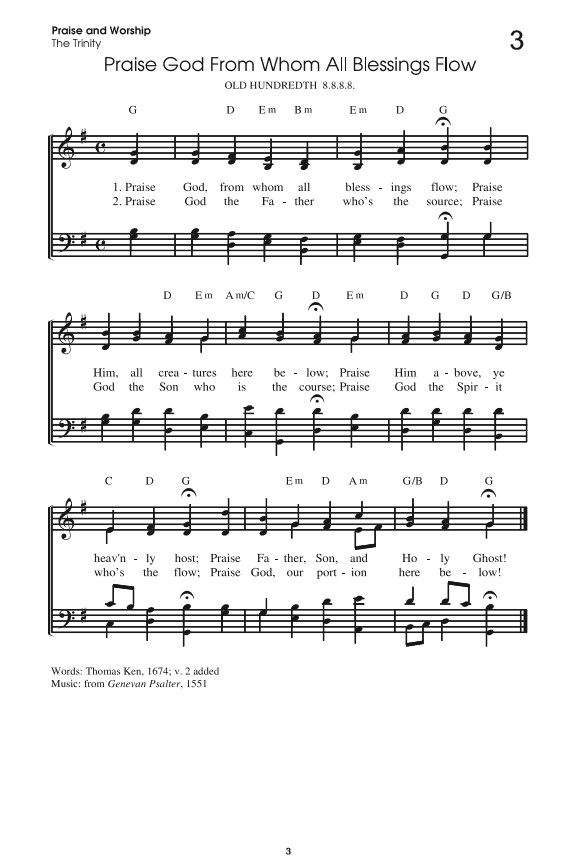 Praise and Worship
The Trinity
3
Praise God From Whom All Blessings Flow
OLD HUNDREDTH 8.8.8.8.
G D Em Bm Em D G
1. Praise God, from whom all bless - ings flow; Praise
2. Praise God the Fa - ther who's the source; Praise
D Em Am/C G D Em D G D G/B
Him, all crea - tures here be - low; Praise Him a - bove, ye
God the Son who is the course; Praise God the Spir - it
C D G Em D Am G/B D G
heav'n - ly host; Praise Fa - ther, Son, and Ho - ly Ghost!
who's the flow; Praise God, our port - ion here be - low!
Words: Thomas Ken, 1674; v. 2 added
Music: from Genevan Psalter, 1551
3